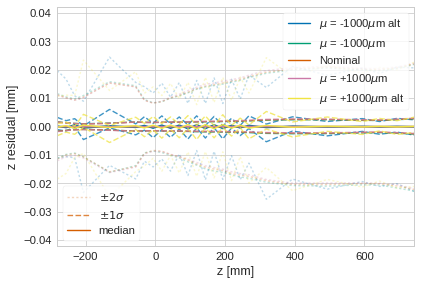 0.04
0.03
0.02
0.01
0.00
−0.01
−0.02
−0.03
−0.04
z residual [mm]
μ = -1000μm alt
μ = -1000μm
Nominal
μ = +1000μm
μ = +1000μm alt
±2σ
±1σ
median
−200 0 200 400 600
z [mm]